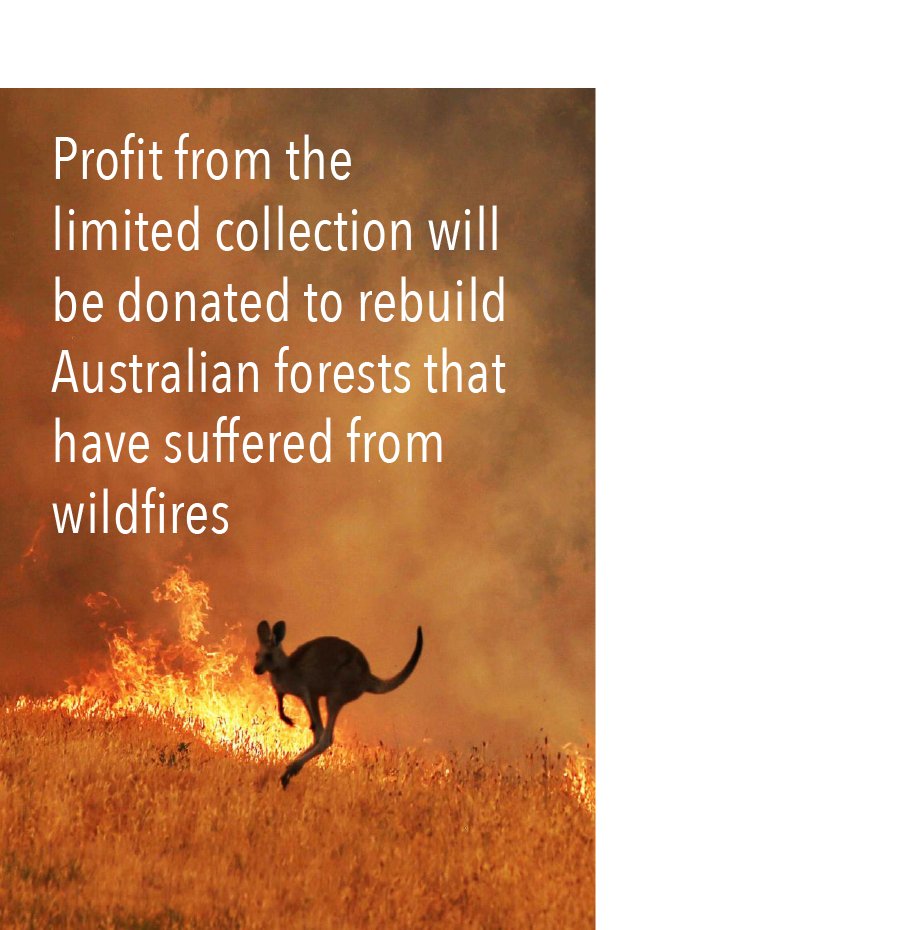 Profit from the
limited collection will
be donated to rebuild
Australian forests that
have suffered from
wildfires